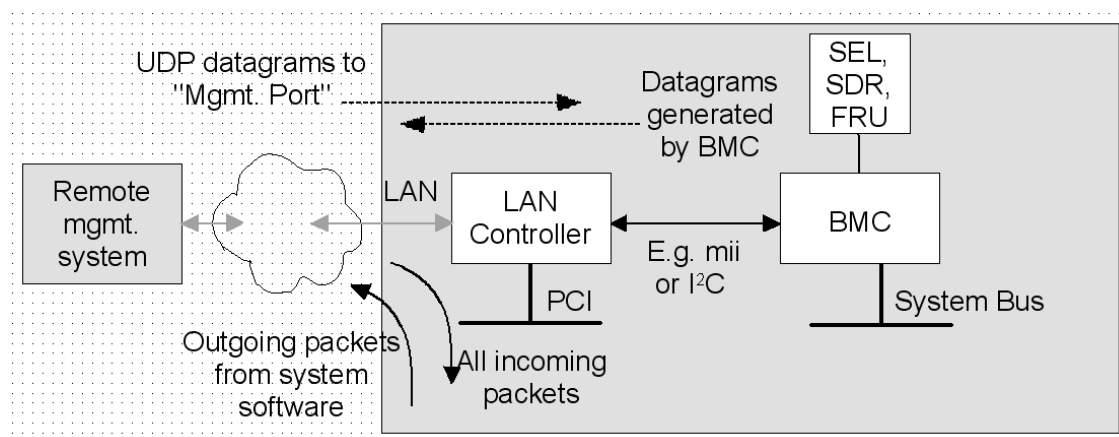 UDP datagrams to
"Mgmt. Port"
Datagrams
generated
by BMC
SEL,
SDR,
FRU
Remote
mgmt.
system
LAN
LAN
Controller
E.g. mii
or I²C
BMC
PCI
System Bus
Outgoing packets
from system
software
All incoming
packets